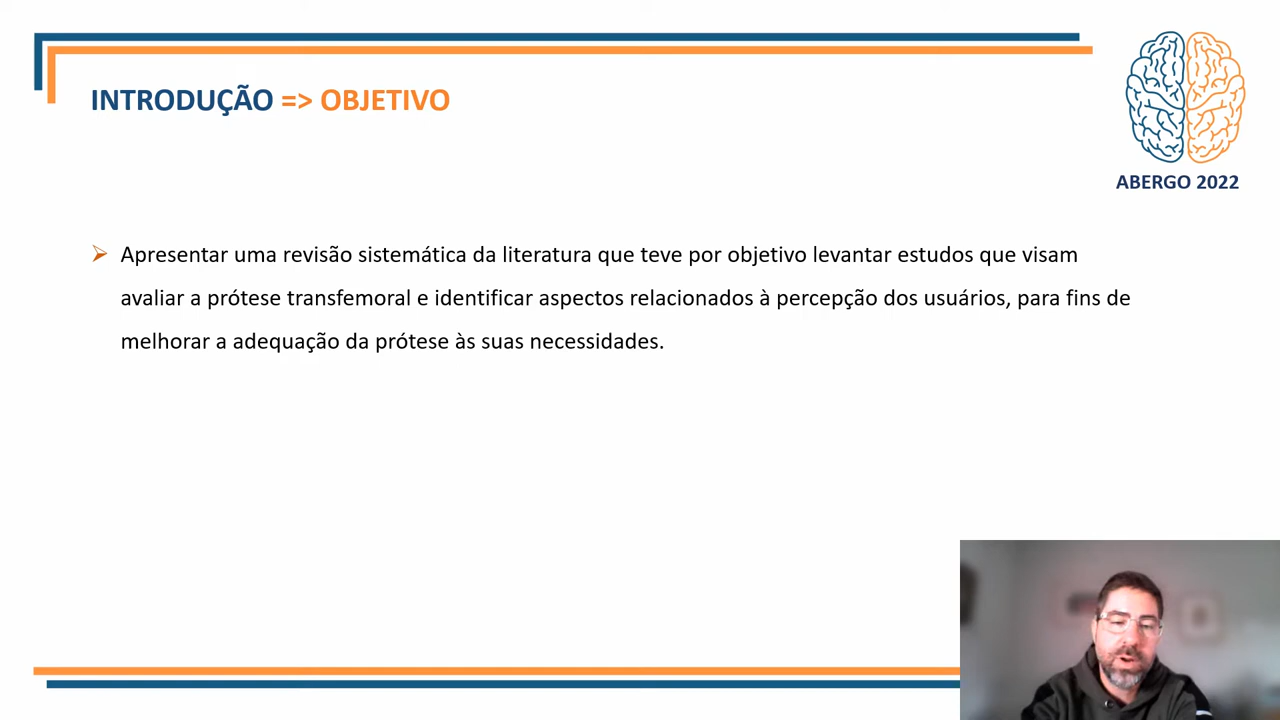 INTRODUÇÃO => OBJETIVO
ABERGO 2022
Apresentar uma revisão sistemática da literatura que teve por objetivo levantar estudos que visam
avaliar a prótese transfemoral e identificar aspectos relacionados à percepção dos usuários, para fins de
melhorar a adequação da prótese às suas necessidades.